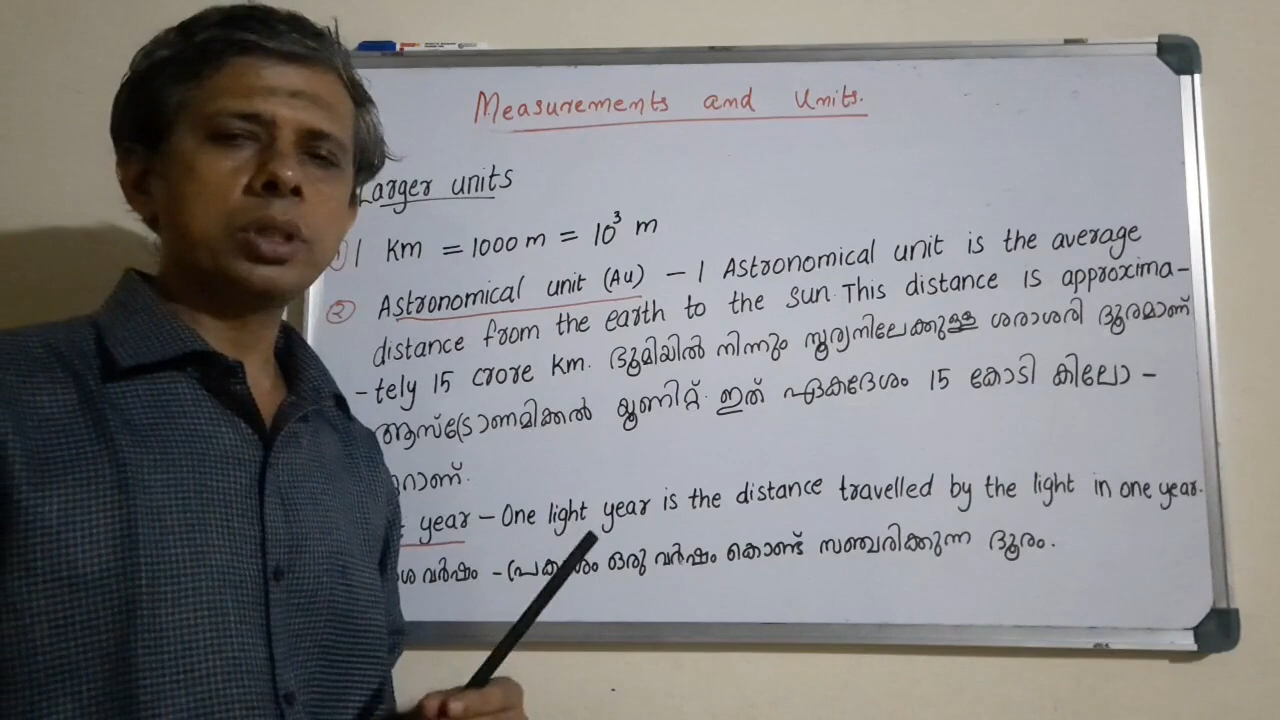 Measurements and Units.
Larger units
① 1 Km = 1000 m = 10³ m
② Astronomical unit (Au) – 1 Astronomical unit is the average
distance from the earth to the sun. This distance is approxima-
-tely 15 crore Km. ഭൂമിയിൽ നിന്നും സൂര്യനിലേക്കുള്ള ശരാശരി ദൂരമാണ്
ആസ്ട്രോണമിക്കൽ യൂണിറ്റ്. ഇത് ഏകദേശം 15 കോടി കിലോ –
റാണ്.
year – One light year is the distance travelled by the light in one year.
ശ വർഷം – പ്രകാശം ഒരു വർഷം കൊണ്ട് സഞ്ചരിക്കുന്ന ദൂരം.